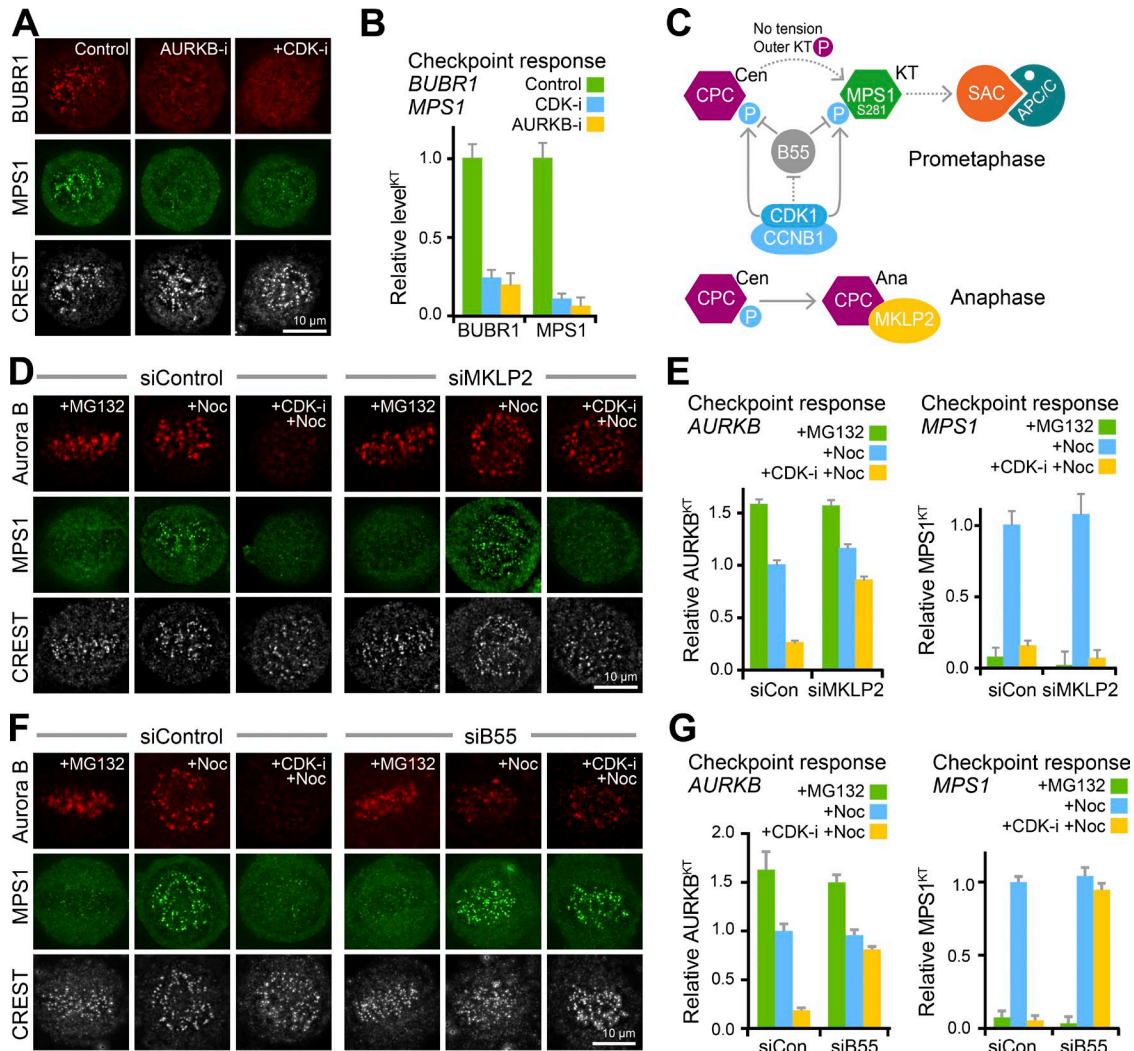 A
Control
AURKB-i
+CDK-i
BUBR1
MPS1
CREST
10 µm
B
Checkpoint response
BUBR1
MPS1
Control
CDK-i
AURKB-i
Relative level^KT
1.0
0.5
0.0
BUBR1
MPS1
C
No tension
Outer KT P
Cen
KT
CPC
P
P
MPS1
S281
SAC
APC/C
B55
Prometaphase
CDK1
CCNB1
Cen
Ana
CPC
P
CPC
MKLP2
Anaphase
D
siControl
siMKLP2
+MG132
+Noc
+CDK-i
+Noc
+MG132
+Noc
+CDK-i
+Noc
Aurora B
MPS1
CREST
10 µm
E
Checkpoint response
AURKB
+MG132
+Noc
+CDK-i +Noc
Relative AURKB^KT
1.5
1.0
0.5
0.0
siCon
siMKLP2
Checkpoint response
MPS1
+MG132
+Noc
+CDK-i +Noc
Relative MPS1^KT
1.0
0.5
0.0
siCon
siMKLP2
F
siControl
siB55
+MG132
+Noc
+CDK-i
+Noc
+MG132
+Noc
+CDK-i
+Noc
Aurora B
MPS1
CREST
10 µm
G
Checkpoint response
AURKB
+MG132
+Noc
+CDK-i +Noc
Relative AURKB^KT
2.0
1.5
1.0
0.5
0.0
siCon
siB55
Checkpoint response
MPS1
+MG132
+Noc
+CDK-i +Noc
Relative MPS1^KT
1.0
0.5
0.0
siCon
siB55